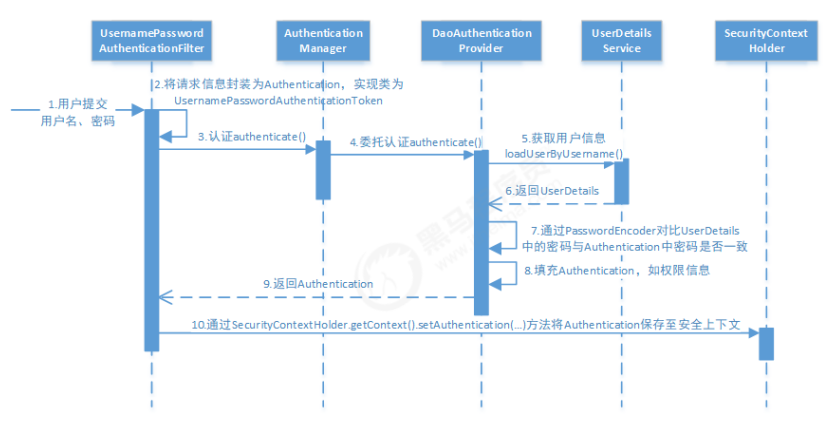 UsernamePassword
AuthenticationFilter
Authentication
Manager
DaoAuthentication
Provider
UserDetails
Service
SecurityContext
Holder
1.用户提交
用户名、密码
2.将请求信息封装为Authentication，实现类为
UsernamePasswordAuthenticationToken
3.认证authenticate()
4.委托认证authenticate()
5.获取用户信息
loadUserByUsername()
6.返回UserDetails
7.通过PasswordEncoder对比UserDetails
中的密码与Authentication中密码是否一致
8.填充Authentication，如权限信息
9.返回Authentication
10.通过SecurityContextHolder.getContext().setAuthentication(...)方法将Authentication保存至安全上下文